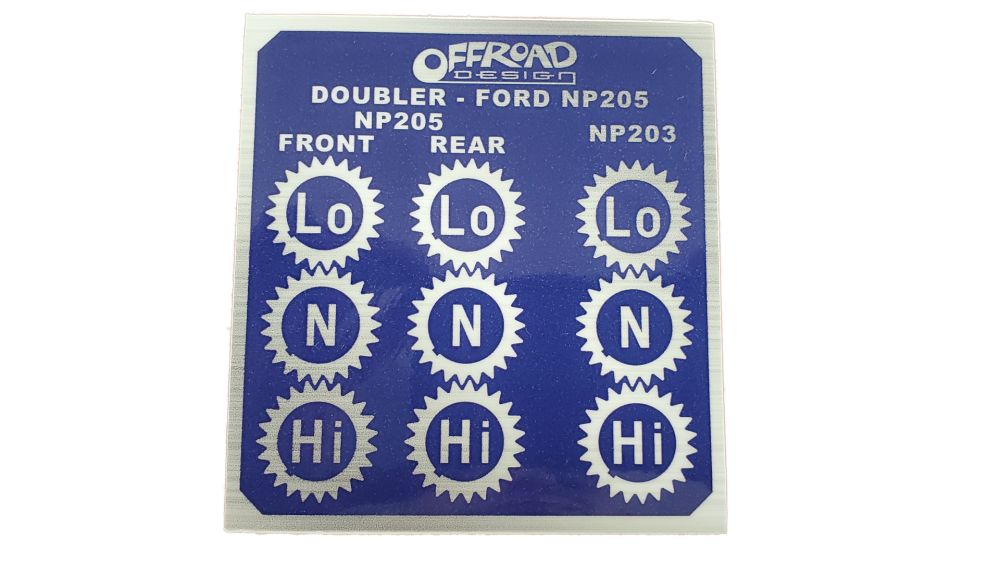 OFFROAD
DESIGN
DOUBLER - FORD NP205
NP205 NP203
FRONT REAR
Lo Lo Lo
N N N
Hi Hi Hi